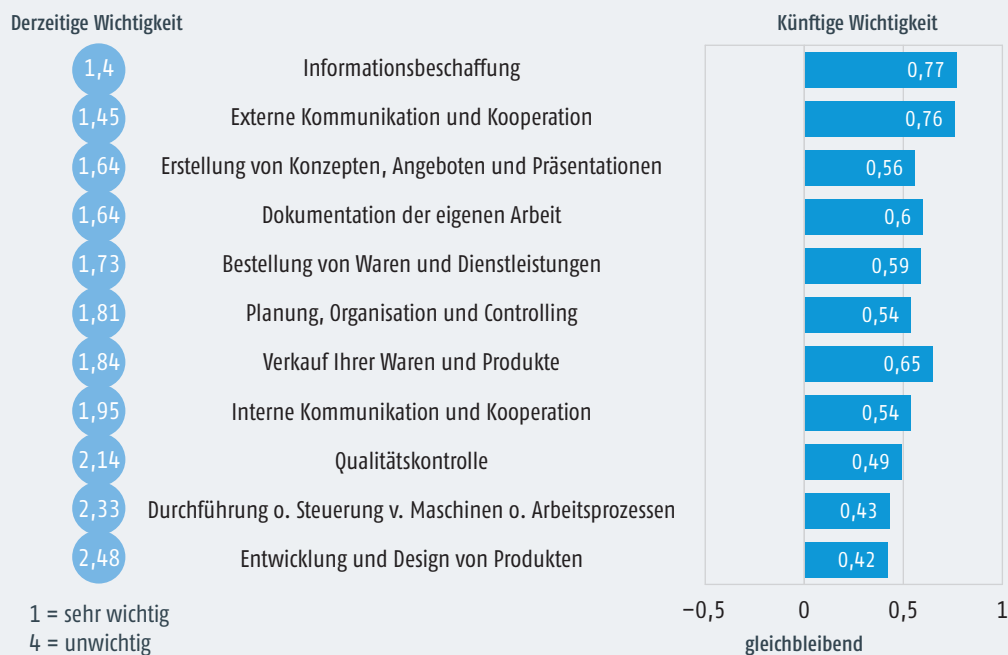 Derzeitige Wichtigkeit Künftige Wichtigkeit
1,4 Informationsbeschaffung 0,77
1,45 Externe Kommunikation und Kooperation 0,76
1,64 Erstellung von Konzepten, Angeboten und Präsentationen 0,56
1,64 Dokumentation der eigenen Arbeit 0,6
1,73 Bestellung von Waren und Dienstleistungen 0,59
1,81 Planung, Organisation und Controlling 0,54
1,84 Verkauf Ihrer Waren und Produkte 0,65
1,95 Interne Kommunikation und Kooperation 0,54
2,14 Qualitätskontrolle 0,49
2,33 Durchführung o. Steuerung v. Maschinen o. Arbeitsprozessen 0,43
2,48 Entwicklung und Design von Produkten 0,42
−0,5 0 0,5 1
1 = sehr wichtig
4 = unwichtig gleichbleibend